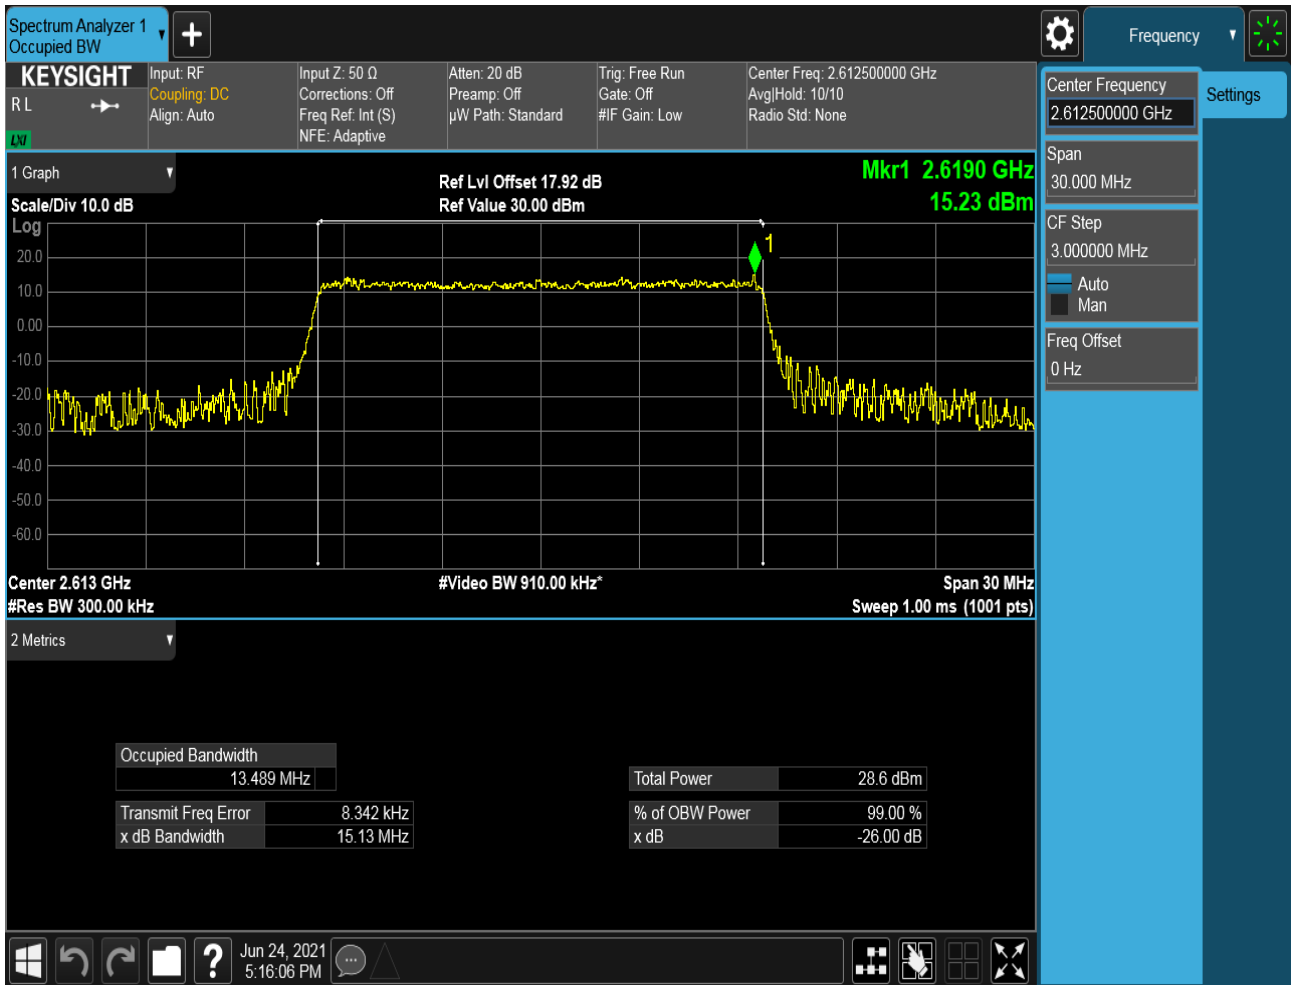 Spectrum Analyzer 1
Occupied BW
+
Frequency
KEYSIGHT
R L
LXI
Input: RF
Coupling: DC
Align: Auto
Input Z: 50 Ω
Corrections: Off
Freq Ref: Int (S)
NFE: Adaptive
Atten: 20 dB
Preamp: Off
µW Path: Standard
Trig: Free Run
Gate: Off
#IF Gain: Low
Center Freq: 2.612500000 GHz
Avg|Hold: 10/10
Radio Std: None
Center Frequency
2.612500000 GHz
Settings
Span
30.000 MHz
CF Step
3.000000 MHz
Auto
Man
Freq Offset
0 Hz
1 Graph
Scale/Div 10.0 dB
Ref Lvl Offset 17.92 dB
Ref Value 30.00 dBm
Mkr1 2.6190 GHz
15.23 dBm
Log
1
20.0
10.0
0.00
-10.0
-20.0
-30.0
-40.0
-50.0
-60.0
Center 2.613 GHz
#Video BW 910.00 kHz*
Span 30 MHz
#Res BW 300.00 kHz
Sweep 1.00 ms (1001 pts)
2 Metrics
Occupied Bandwidth
13.489 MHz
Transmit Freq Error 8.342 kHz
x dB Bandwidth 15.13 MHz
Total Power 28.6 dBm
% of OBW Power 99.00 %
x dB -26.00 dB
?
Jun 24, 2021
5:16:06 PM